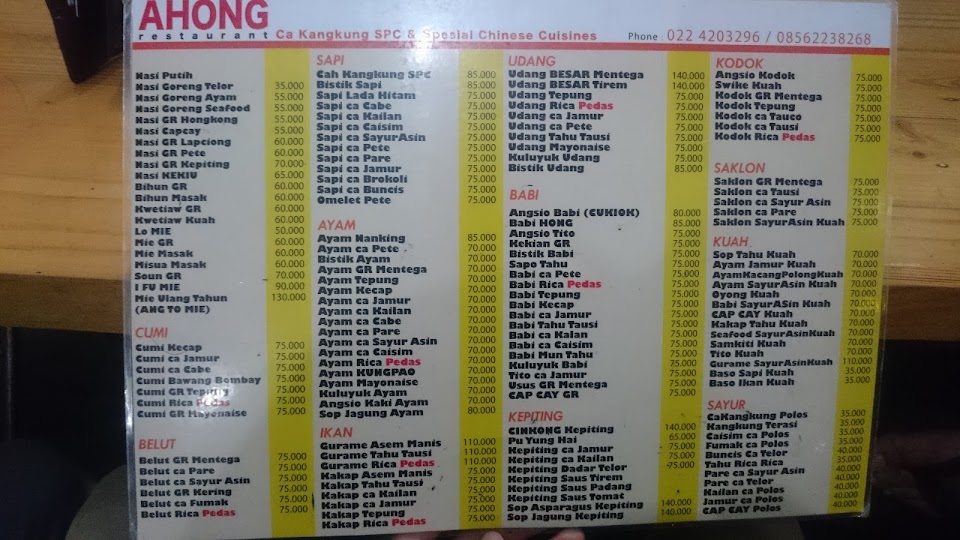 AHONG
restaurant Ca Kangkung SPC & Spesial Chinese Cuisines
Phone : 022 4203296 / 08562238268
Nasi Putih
Nasi Goreng Telor 35.000
Nasi Goreng Ayam 55.000
Nasi Goreng Seafood 55.000
Nasi GR Hongkong 55.000
Nasi Capcay 55.000
Nasi GR Lapciong 60.000
Nasi GR Pete 60.000
Nasi GR Kepiting 70.000
Nasi KEKIU 65.000
Bihun GR 60.000
Bihun Masak 60.000
Kwetiaw GR 60.000
Kwetiaw Kuah 60.000
Lo MIE 50.000
Mie GR 60.000
Mie Masak 60.000
Misua Masak 60.000
Soun GR 70.000
I FU MIE 90.000
Mie Ulang Tahun 130.000
(ANG TO MIE)
CUMI
Cumi Kecap 75.000
Cumi ca Jamur 75.000
Cumi ca Cabe 75.000
Cumi Bawang Bombay 75.000
Cumi GR Tepung 75.000
Cumi Rica Pedas 75.000
Cumi GR Mayonaise 75.000
BELUT
Belut GR Mentega 75.000
Belut ca Pare 75.000
Belut ca Sayur Asin 75.000
Belut GR Kering 75.000
Belut ca Fumak 75.000
Belut Rica Pedas 75.000
SAPI
Cah Kangkung SPC 85.000
Bistik Sapi 85.000
Sapi Lada Hitam 75.000
Sapi ca Cabe 75.000
Sapi ca Kailan 75.000
Sapi ca Caisim 75.000
Sapi ca SayurAsin 75.000
Sapi ca Pete 75.000
Sapi ca Pare 75.000
Sapi ca Jamur 75.000
Sapi ca Brokoli 75.000
Sapi ca Buncis 75.000
Omelet Pete 75.000
AYAM
Ayam Nanking 85.000
Ayam ca Pete 70.000
Bistik Ayam 70.000
Ayam GR Mentega 70.000
Ayam Tepung 70.000
Ayam Kecap 70.000
Ayam ca Jamur 70.000
Ayam ca Kailan 70.000
Ayam ca Cabe 70.000
Ayam ca Pare 70.000
Ayam ca Sayur Asin 70.000
Ayam ca Caisim 70.000
Ayam Rica Pedas 70.000
Ayam KUNGPAO 70.000
Ayam Mayonaise 70.000
Kuluyuk Ayam 70.000
Angsio Kaki Ayam 70.000
Sop Jagung Ayam 80.000
IKAN
Gurame Asem Manis 110.000
Gurame Tahu Tausi 110.000
Gurame Rica Pedas 110.000
Kakap Asem Manis 75.000
Kakap Tahu Tausi 75.000
Kakap ca Kailan 75.000
Kakap ca Jamur 75.000
Kakap Tepung 75.000
Kakap Rica Pedas 75.000
UDANG
Udang BESAR Mentega 140.000
Udang BESAR Tirem 140.000
Udang Tepung 75.000
Udang Rica Pedas 75.000
Udang ca Jamur 75.000
Udang ca Pete 75.000
Udang Tahu Tausi 75.000
Udang Mayonaise 75.000
Kuluyuk Udang 75.000
Bistik Udang 85.000
BABI
Angsio Babi (CUKIOK) 80.000
Babi HONG 85.000
Angsio Tito 75.000
Kekian GR 75.000
Bistik Babi 75.000
Sapo Tahu 75.000
Babi ca Pete 75.000
Babi Rica Pedas 75.000
Babi Tepung 75.000
Babi Kecap 75.000
Babi ca Jamur 75.000
Babi Tahu Tausi 75.000
Babi ca Kalan 75.000
Babi ca Caisim 75.000
Babi Mun Tahu 75.000
Kuluyuk Babi 75.000
Tito ca Jamur 75.000
Usus GR Mentega 75.000
CAP CAY GR 75.000
KEPITING
CINKONG Kepiting 140.000
Pu Yung Hai 65.000
Kepiting ca Jamur 75.000
Kepiting ca Kailan 75.000
Kepiting Dadar Telor -75.000
Kepiting Saus Tirem
Kepiting Saus Padang
Kepiting Saus Tomat
Sop Asparagus Kepiting 140.000
Sop Jagung Kepiting 140.000
KODOK
Angsio Kodok 75.000
Swike Kuah 75.000
Kodok GR Mentega 75.000
Kodok Tepung 75.000
Kodok ca Tauco 75.000
Kodok ca Tausi 75.000
Kodok Rica Pedas 75.000
SAKLON
Saklon GR Mentega 75.000
Saklon ca Tausi 75.000
Saklon ca Sayur Asin 75.000
Saklon ca Pare 75.000
Saklon SayurAsin Kuah 75.000
KUAH
Sop Tahu Kuah 70.000
Ayam Jamur Kuah 70.000
AyamKacangPolongKuah 70.000
Ayam SayurAsin Kuah 70.000
Oyong Kuah 70.000
Babi SayurASin Kuah 70.000
CAP CAY Kuah 70.000
Kakap Tahu Kuah 70.000
Seafood SayurAsinKuah 70.000
Samkiti Kuah 70.000
Tito Kuah 70.000
Gurame SayurAsinKuah 110.000
Baso Sapi Kuah 35.000
Baso Ikan Kuah 35.000
SAYUR
CaKangkung Polos 35.000
Kangkung Terasi 35.000
Caisim ca Polos 35.000
Fumak ca Polos 35.000
Buncis ca Telor 40.000
Tahu Rica Rica 35.000
Pare ca Sayur Asin 40.000
Pare ca Telor 40.000
Kailan ca Polos 40.000
Jamur ca Polos 40.000
CAP CAY Polos 40.000